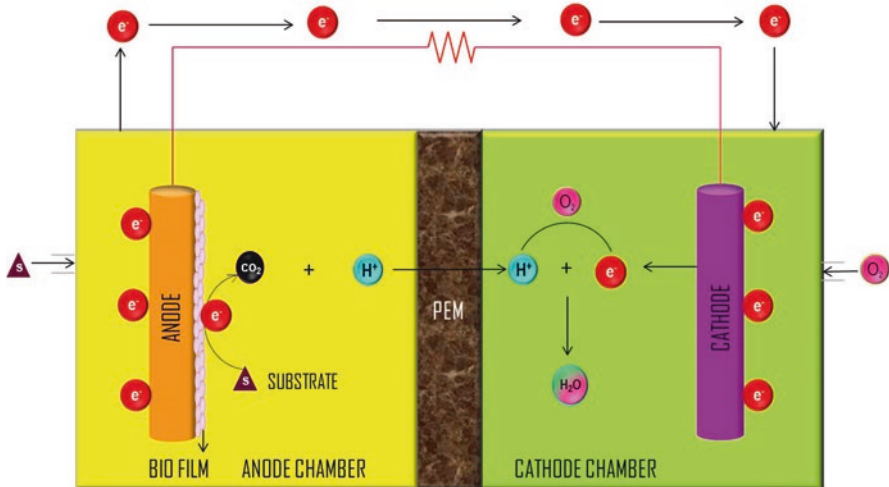 e⁻ e⁻ e⁻ e⁻ e⁻
e⁻ e⁻
O₂
S CO₂ + H⁺ H⁺ + e⁻ O₂
PEM
ANODE
CATHODE
e⁻ e⁻ e⁻
S SUBSTRATE
H₂O
e⁻ e⁻
BIO FILM ANODE CHAMBER CATHODE CHAMBER